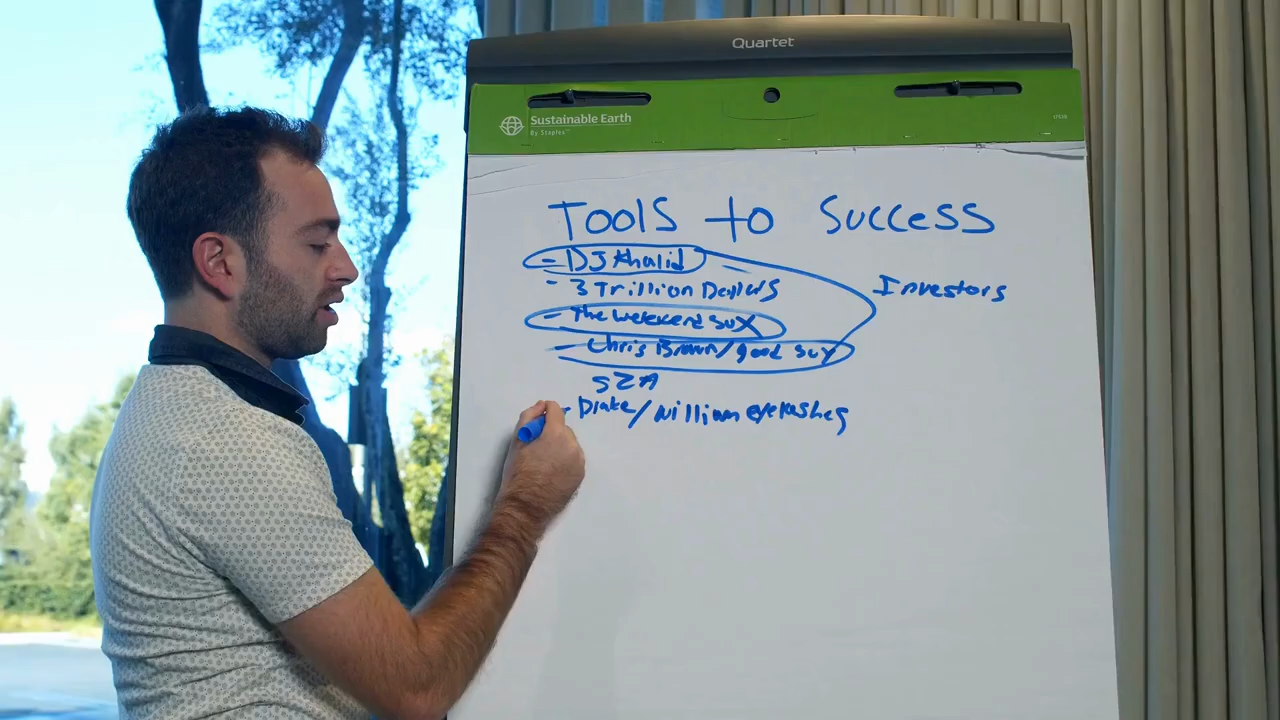 Quartet
Sustainable Earth
By Staples™
Tools to Success
- DJ Khalid
- 3 Trillion Dollars
Investors
- The Weekend sux
- Chris Brown/good guy
SZA
- Drake/William eyelashes